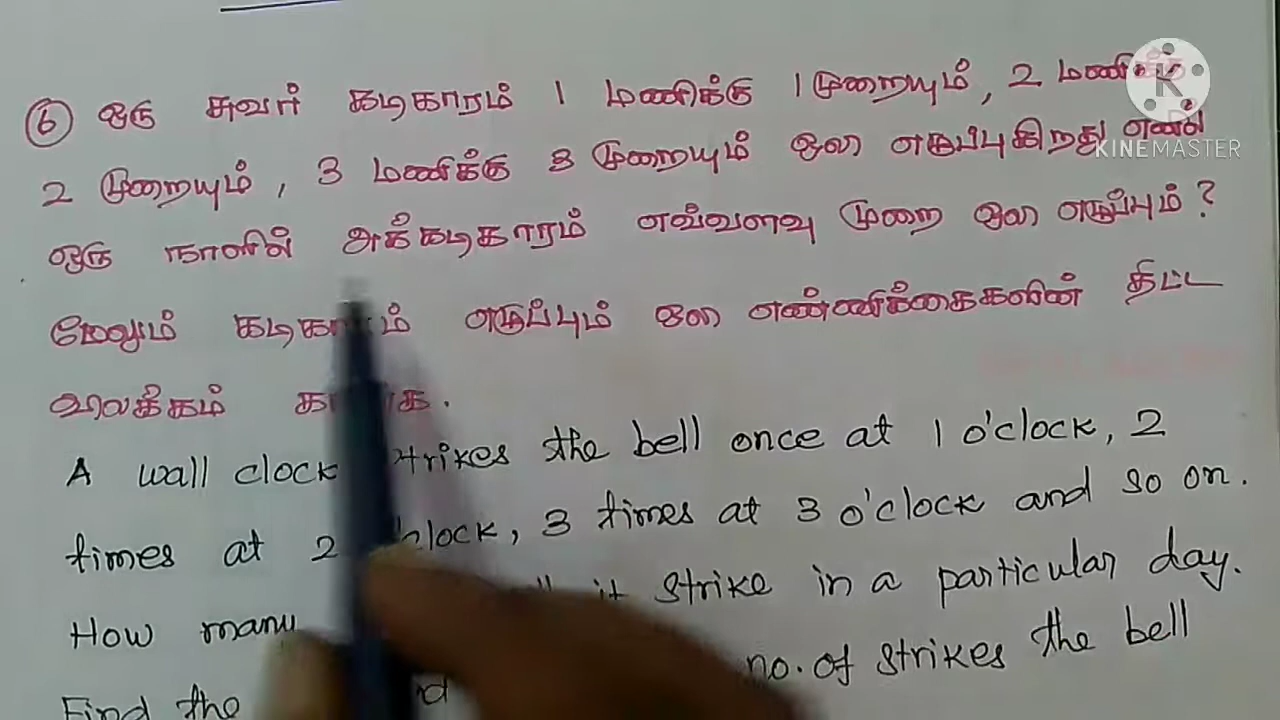 6 ஒரு சுவர் கடிகாரம் 1 மணிக்கு 1 முறையும், 2 மணிக்கு
2 முறையும், 3 மணிக்கு 3 முறையும் ஒலி எழுப்புகிறது எனில்
ஒரு நாளில் அக்கடிகாரம் எவ்வளவு முறை ஒலி எழுப்பும்?
மேலும் கடிகாரம் எழுப்பும் ஒலி எண்ணிக்கைகளின் திட்ட
விலக்கம்
A wall clock strikes the bell once at 1 o'clock, 2
times at 2 o'clock, 3 times at 3 o'clock and so on.
How many it strike in a particular day.
Find the no. of strikes the bell
KINEMASTER